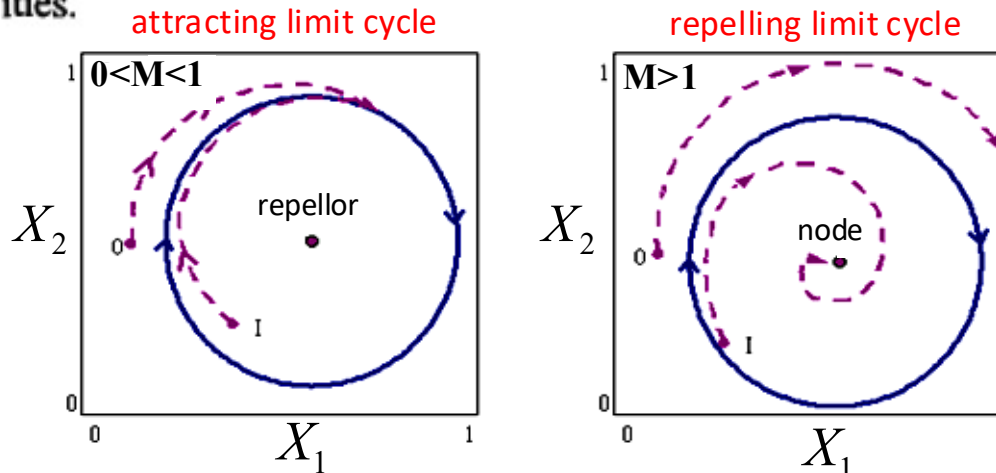 ities.
attracting limit cycle
repelling limit cycle
1
0<M<1
repellor
X₂
0
I
0
0
X₁
1
1
M>1
node
X₂
0
I
0
0
X₁